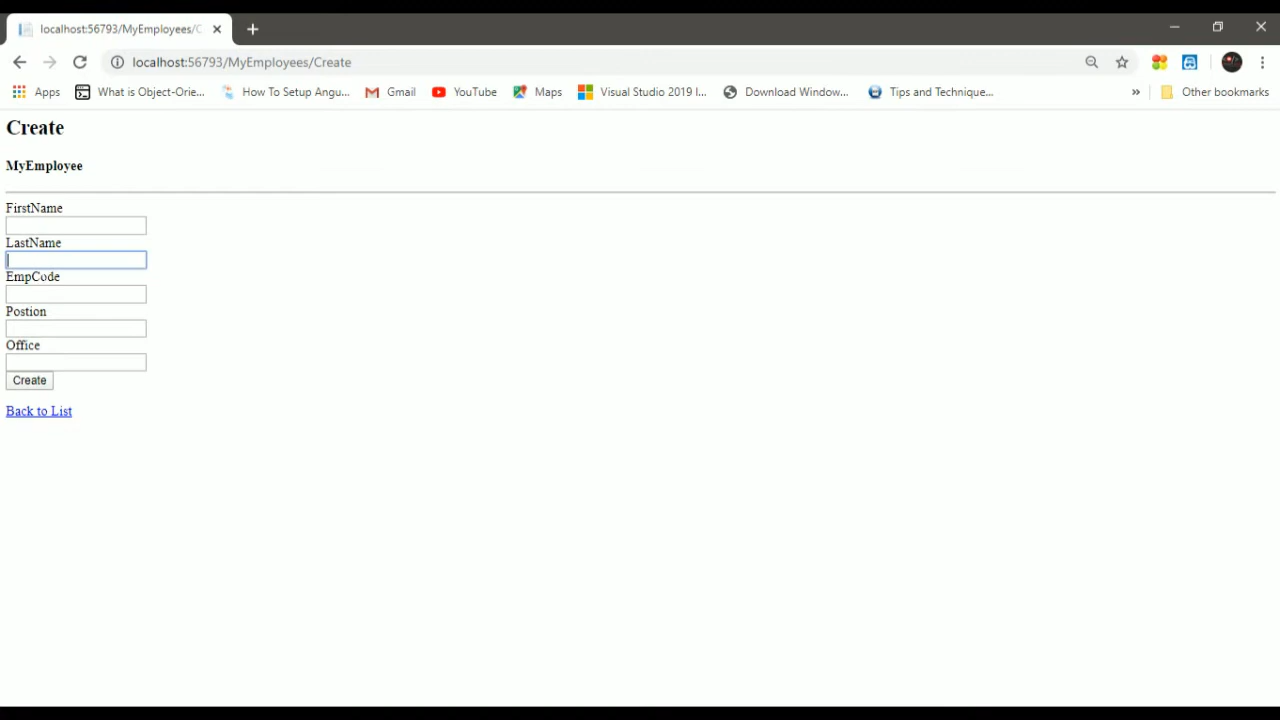 localhost:56793/MyEmployees/C
localhost:56793/MyEmployees/Create
Apps What is Object-Orie... How To Setup Angu... Gmail YouTube Maps Visual Studio 2019 I... Download Window... Tips and Technique... » Other bookmarks
Create
MyEmployee
FirstName
LastName
EmpCode
Postion
Office
Create
Back to List